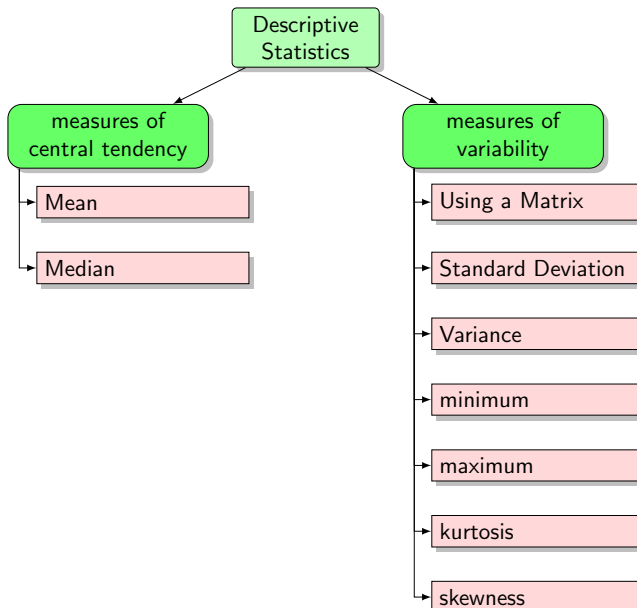 Descriptive
Statistics
measures of
central tendency
Mean
Median
measures of
variability
Using a Matrix
Standard Deviation
Variance
minimum
maximum
kurtosis
skewness